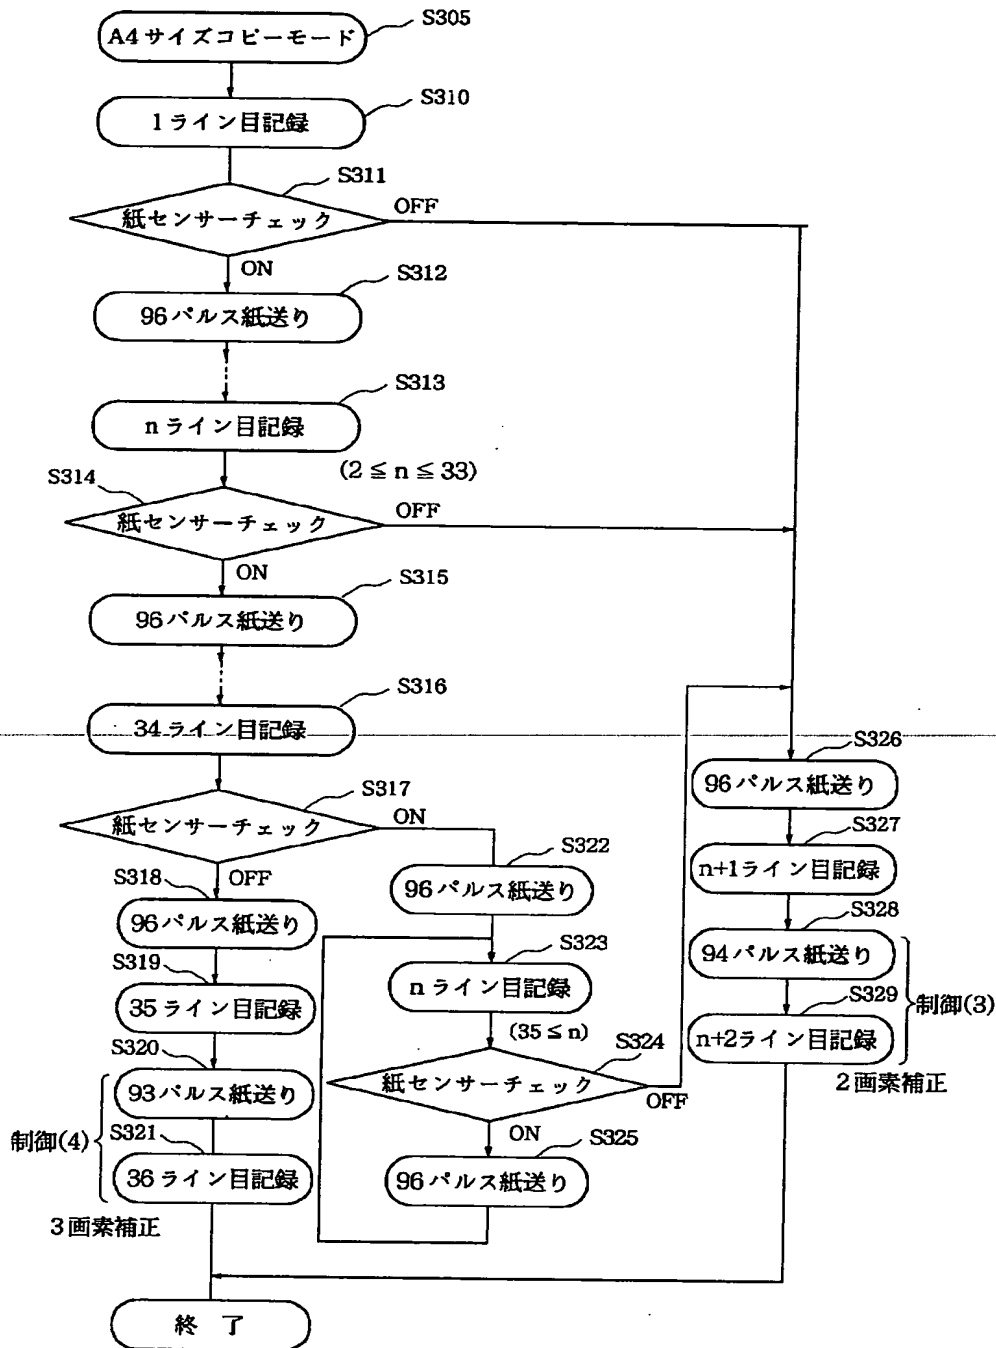 A4サイズコピーモード
S305
1ライン目記録
S310
紙センサーチェック
S311
OFF
ON
96パルス紙送り
S312
nライン目記録
S313
(2≦n≦33)
S314
紙センサーチェック
OFF
ON
96パルス紙送り
S315
34ライン目記録
S316
紙センサーチェック
S317
ON
OFF
S318
96パルス紙送り
S319
35ライン目記録
S320
93パルス紙送り
S321
36ライン目記録
制御(4)
3画素補正
S322
96パルス紙送り
S323
nライン目記録
(35≦n)
S324
紙センサーチェック
OFF
ON
S325
96パルス紙送り
S326
96パルス紙送り
S327
n+1ライン目記録
S328
94パルス紙送り
S329
n+2ライン目記録
制御(3)
2画素補正
終 了